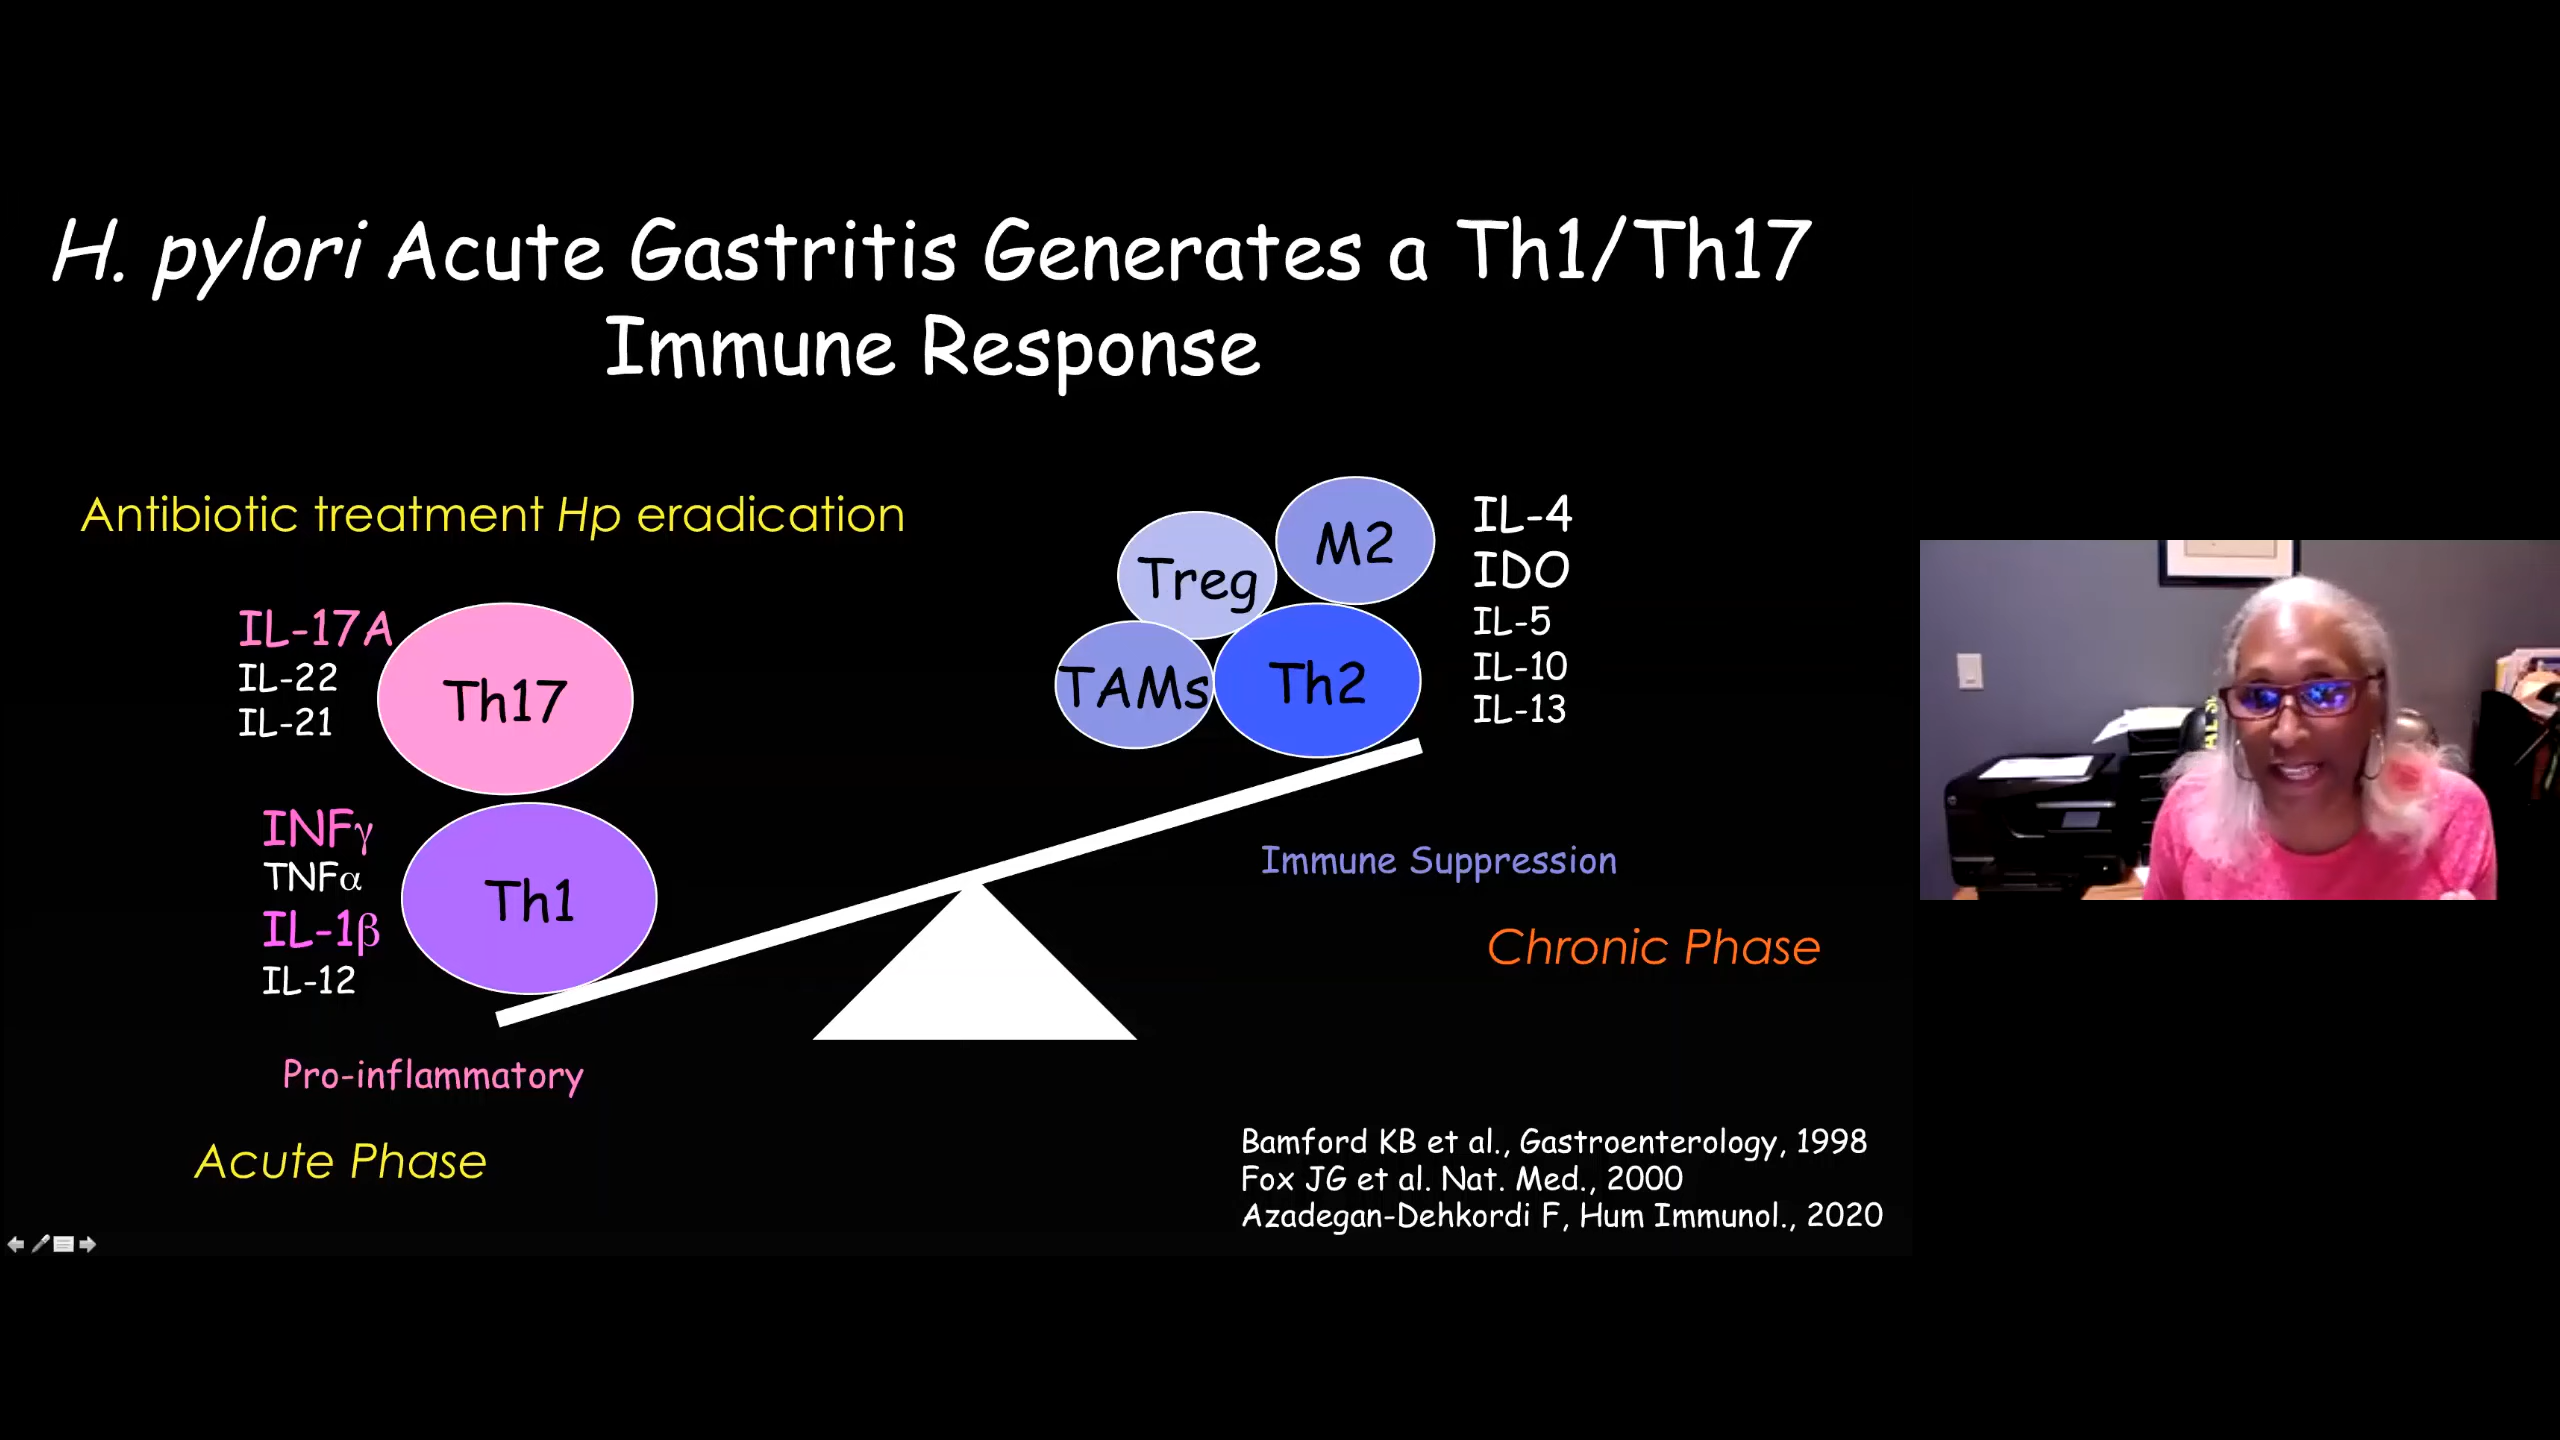 H. pylori Acute Gastritis Generates a Th1/Th17
Immune Response
Antibiotic treatment Hp eradication
IL-17A
IL-22
IL-21
Th17
INFγ
TNFα
IL-1β
IL-12
Th1
Pro-inflammatory
Acute Phase
Treg
M2
TAMs
Th2
IL-4
IDO
IL-5
IL-10
IL-13
Immune Suppression
Chronic Phase
Bamford KB et al., Gastroenterology, 1998
Fox JG et al. Nat. Med., 2000
Azadegan-Dehkordi F, Hum Immunol., 2020